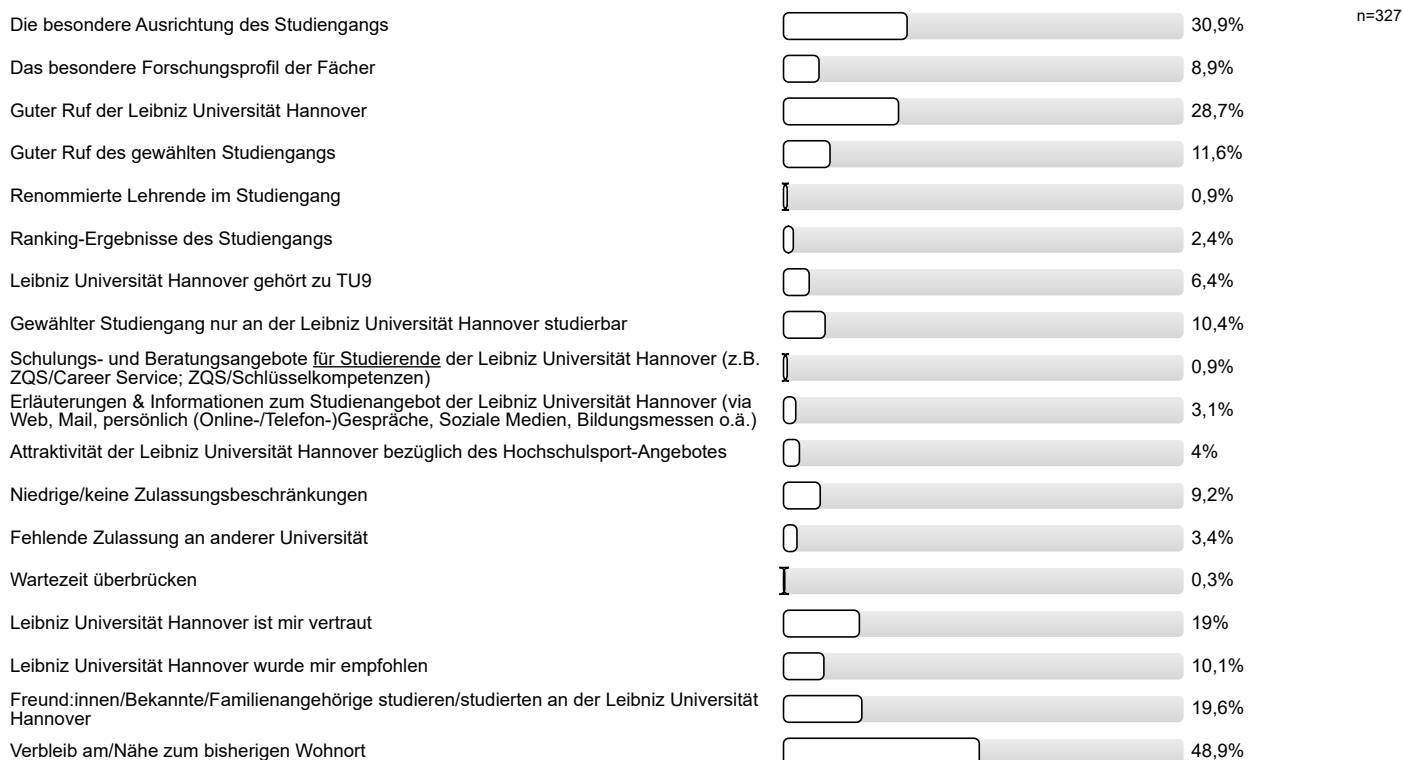 Die besondere Ausrichtung des Studiengangs 30,9% n=327
Das besondere Forschungsprofil der Fächer 8,9%
Guter Ruf der Leibniz Universität Hannover 28,7%
Guter Ruf des gewählten Studiengangs 11,6%
Renommierte Lehrende im Studiengang 0,9%
Ranking-Ergebnisse des Studiengangs 2,4%
Leibniz Universität Hannover gehört zu TU9 6,4%
Gewählter Studiengang nur an der Leibniz Universität Hannover studierbar 10,4%
Schulungs- und Beratungsangebote für Studierende der Leibniz Universität Hannover (z.B.
ZQS/Career Service; ZQS/Schlüsselkompetenzen) 0,9%
Erläuterungen & Informationen zum Studienangebot der Leibniz Universität Hannover (via
Web, Mail, persönlich (Online-/Telefon-)Gespräche, Soziale Medien, Bildungsmessen o.ä.) 3,1%
Attraktivität der Leibniz Universität Hannover bezüglich des Hochschulsport-Angebotes 4%
Niedrige/keine Zulassungsbeschränkungen 9,2%
Fehlende Zulassung an anderer Universität 3,4%
Wartezeit überbrücken 0,3%
Leibniz Universität Hannover ist mir vertraut 19%
Leibniz Universität Hannover wurde mir empfohlen 10,1%
Freund:innen/Bekannte/Familienangehörige studieren/studierten an der Leibniz Universität
Hannover 19,6%
Verbleib am/Nähe zum bisherigen Wohnort 48,9%